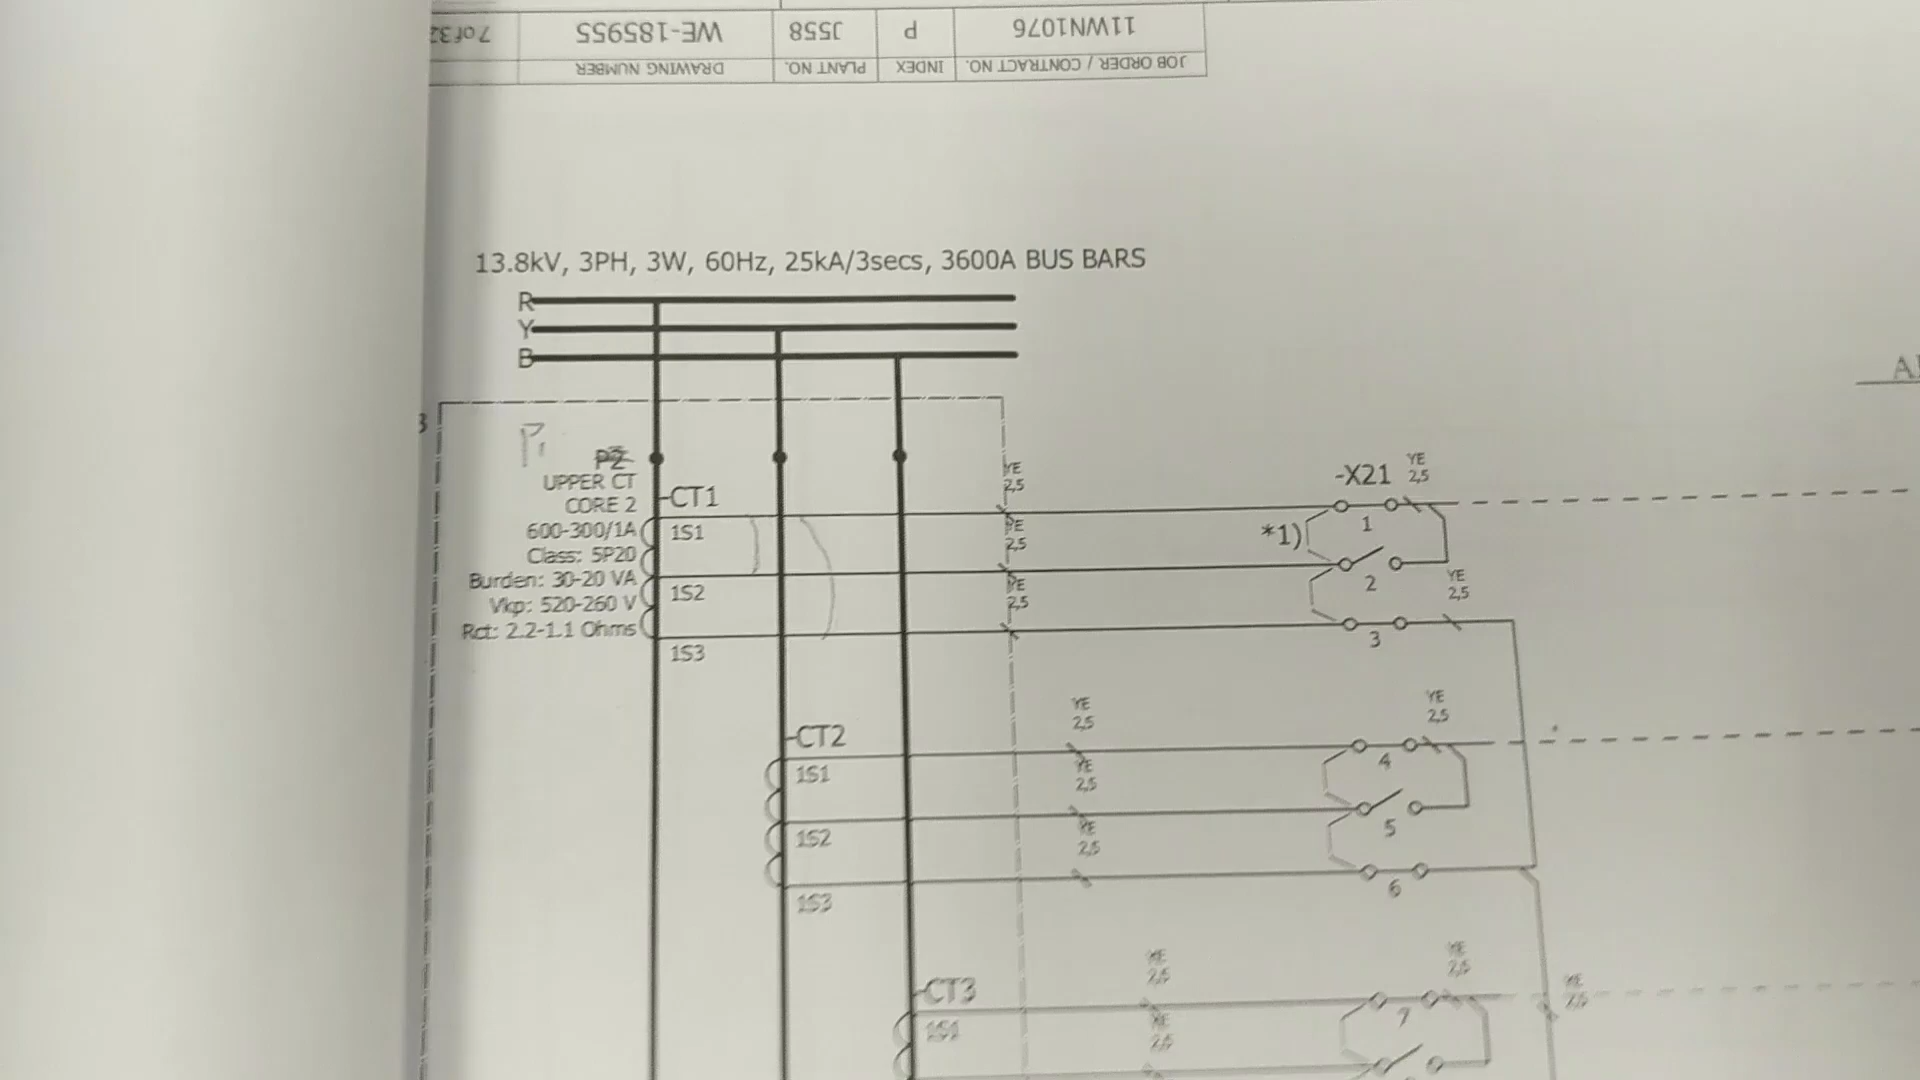 7 of 32 WE-185955 J558 P 11WN1076
DRAWING NUMBER PLANT NO. INDEX JOB ORDER / CONTRACT NO.
13.8kV, 3PH, 3W, 60Hz, 25kA/3secs, 3600A BUS BARS
R
Y
B
3
P1
P2
UPPER CT
CORE 2
600-300/1A
Class: 5P20
Burden: 30-20 VA
Vkp: 520-260 V
Rct: 2.2-1.1 Ohms
-CT1
1S1
1S2
1S3
YE
2,5
YE
2,5
YE
2,5
-X21
YE
2,5
*1)
1
2
YE
2,5
3
-CT2
1S1
1S2
1S3
YE
2,5
YE
2,5
YE
2,5
YE
2,5
4
5
6
-CT3
1S1
YE
2,5
YE
2,5
YE
2,5
YE
2,5
7